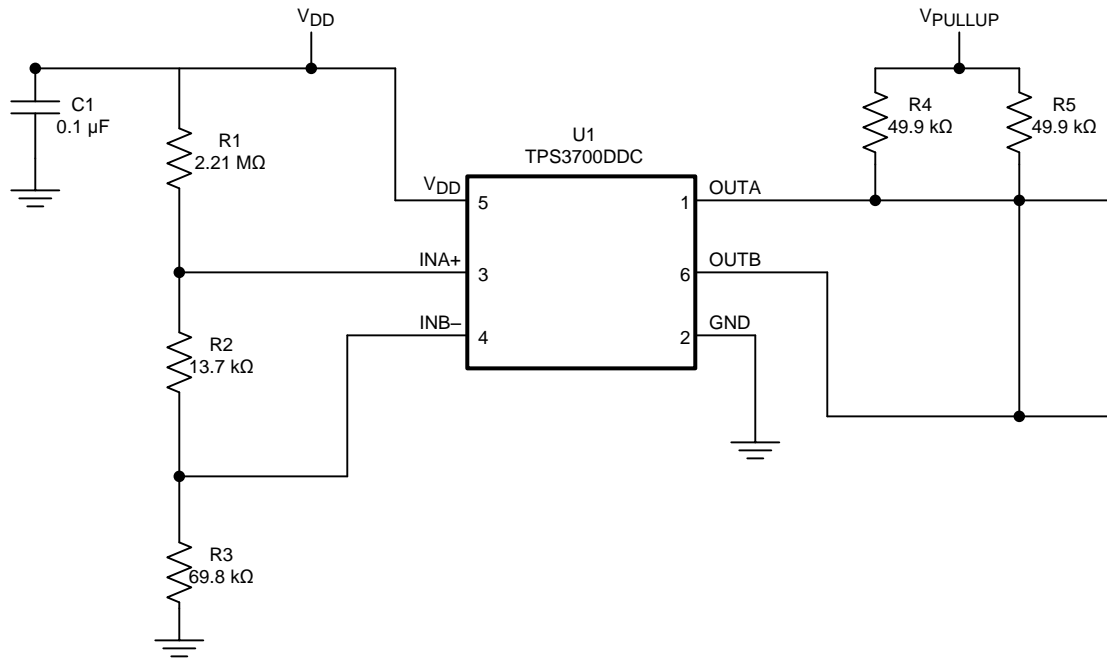 VDD
VPULLUP
C1
0.1 µF
R1
2.21 MΩ
R4
49.9 kΩ
R5
49.9 kΩ
U1
TPS3700DDC
VDD
5
1
OUTA
INA+
3
6
OUTB
INB–
4
2
GND
R2
13.7 kΩ
R3
69.8 kΩ